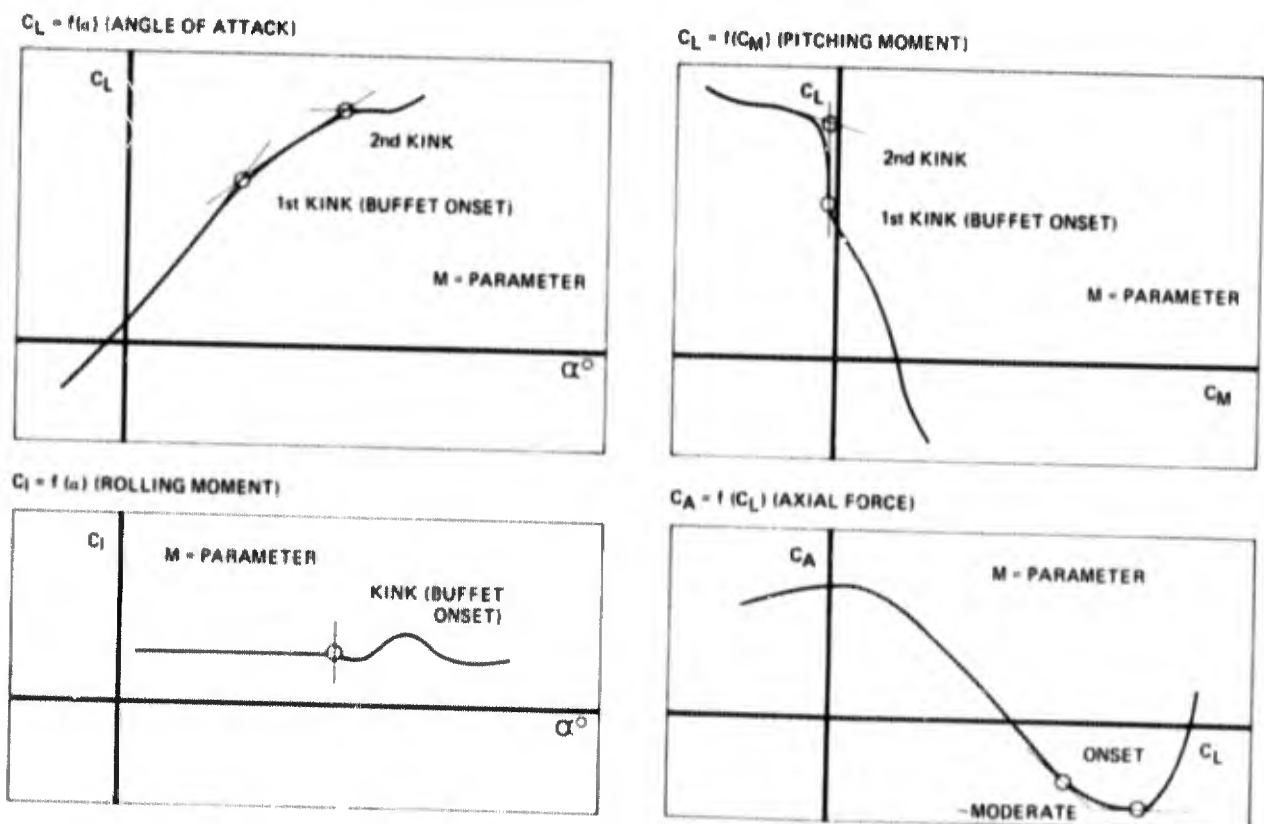 C_L = f(α) (ANGLE OF ATTACK)
C_L
2nd KINK
1st KINK (BUFFET ONSET)
M = PARAMETER
α°
C_L = f(C_M) (PITCHING MOMENT)
C_L
2nd KINK
1st KINK (BUFFET ONSET)
M = PARAMETER
C_M
C_l = f (α) (ROLLING MOMENT)
C_l
M = PARAMETER
KINK (BUFFET
ONSET)
α°
C_A = f (C_L) (AXIAL FORCE)
C_A
M = PARAMETER
ONSET
C_L
~MODERATE